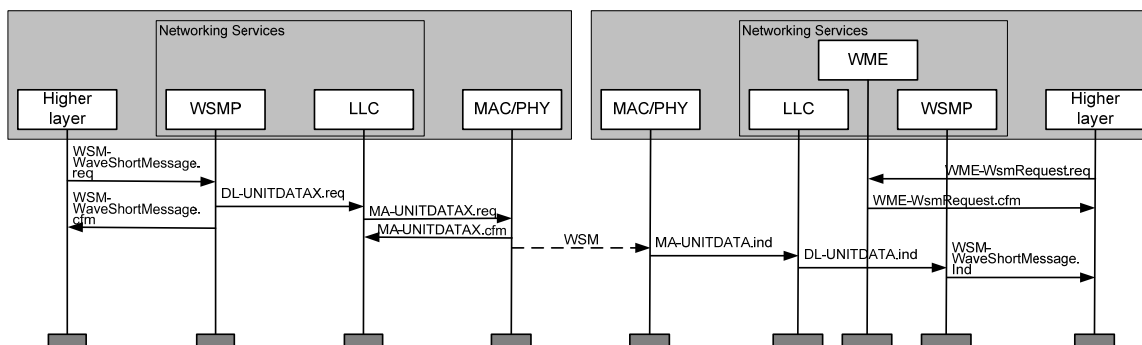 Networking Services
Higher
layer
WSMP
LLC
MAC/PHY
WSM-
WaveShortMessage.
req
DL-UNITDATAX.req
WSM-
WaveShortMessage.
cfm
MA-UNITDATAX.req
MA-UNITDATAX.cfm
WSM
Networking Services
WME
MAC/PHY
LLC
WSMP
Higher
layer
WME-WsmRequest.req
WME-WsmRequest.cfm
MA-UNITDATA.ind
DL-UNITDATA.ind
WSM-
WaveShortMessage.
Ind